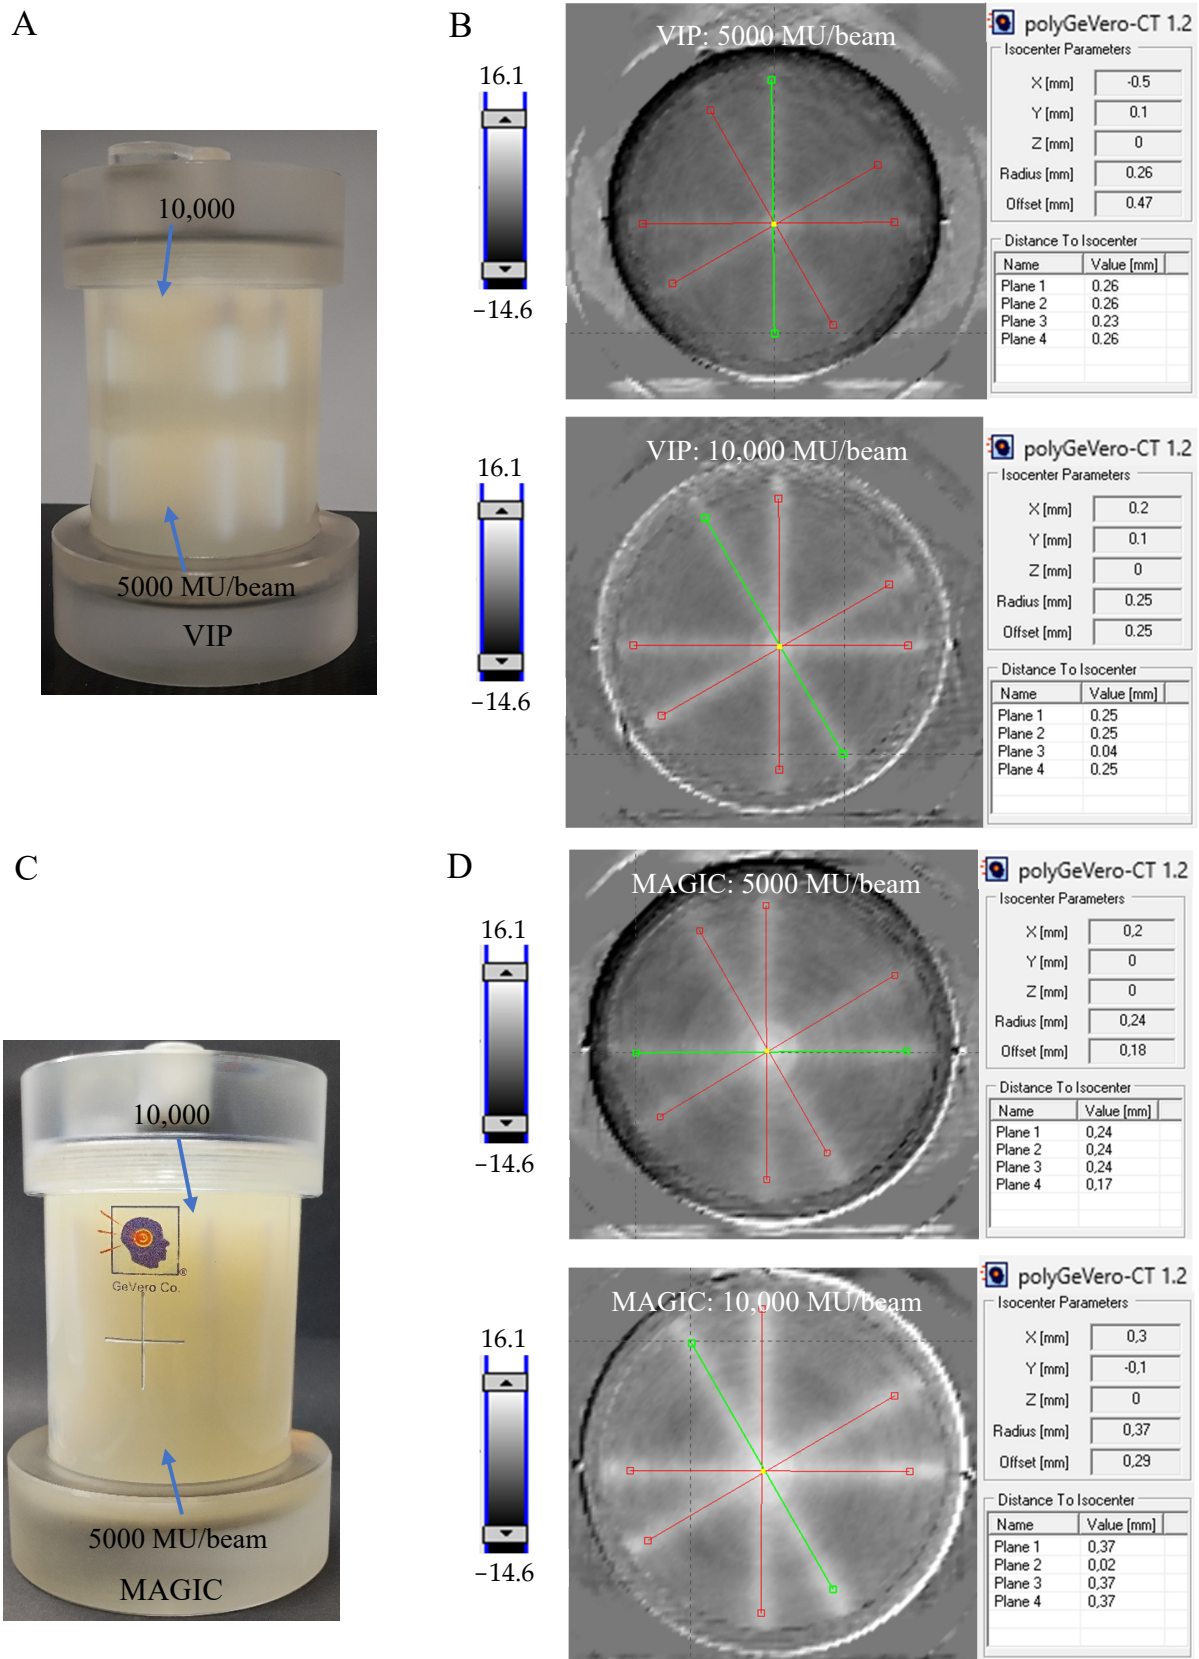 A
10,000
5000 MU/beam
VIP
B
16.1
−14.6
VIP: 5000 MU/beam
polyGeVero-CT 1.2
Isocenter Parameters
X [mm] -0.5
Y [mm] 0.1
Z [mm] 0
Radius [mm] 0.26
Offset [mm] 0.47
Distance To Isocenter
Name Value [mm]
Plane 1 0.26
Plane 2 0.26
Plane 3 0.23
Plane 4 0.26
16.1
−14.6
VIP: 10,000 MU/beam
polyGeVero-CT 1.2
Isocenter Parameters
X [mm] 0.2
Y [mm] 0.1
Z [mm] 0
Radius [mm] 0.25
Offset [mm] 0.25
Distance To Isocenter
Name Value [mm]
Plane 1 0.25
Plane 2 0.25
Plane 3 0.04
Plane 4 0.25
C
10,000
GeVero Co.
®
5000 MU/beam
MAGIC
D
16.1
−14.6
MAGIC: 5000 MU/beam
polyGeVero-CT 1.2
Isocenter Parameters
X [mm] 0,2
Y [mm] 0
Z [mm] 0
Radius [mm] 0,24
Offset [mm] 0,18
Distance To Isocenter
Name Value [mm]
Plane 1 0,24
Plane 2 0,24
Plane 3 0,24
Plane 4 0,17
16.1
−14.6
MAGIC: 10,000 MU/beam
polyGeVero-CT 1.2
Isocenter Parameters
X [mm] 0,3
Y [mm] -0,1
Z [mm] 0
Radius [mm] 0,37
Offset [mm] 0,29
Distance To Isocenter
Name Value [mm]
Plane 1 0,37
Plane 2 0,02
Plane 3 0,37
Plane 4 0,37